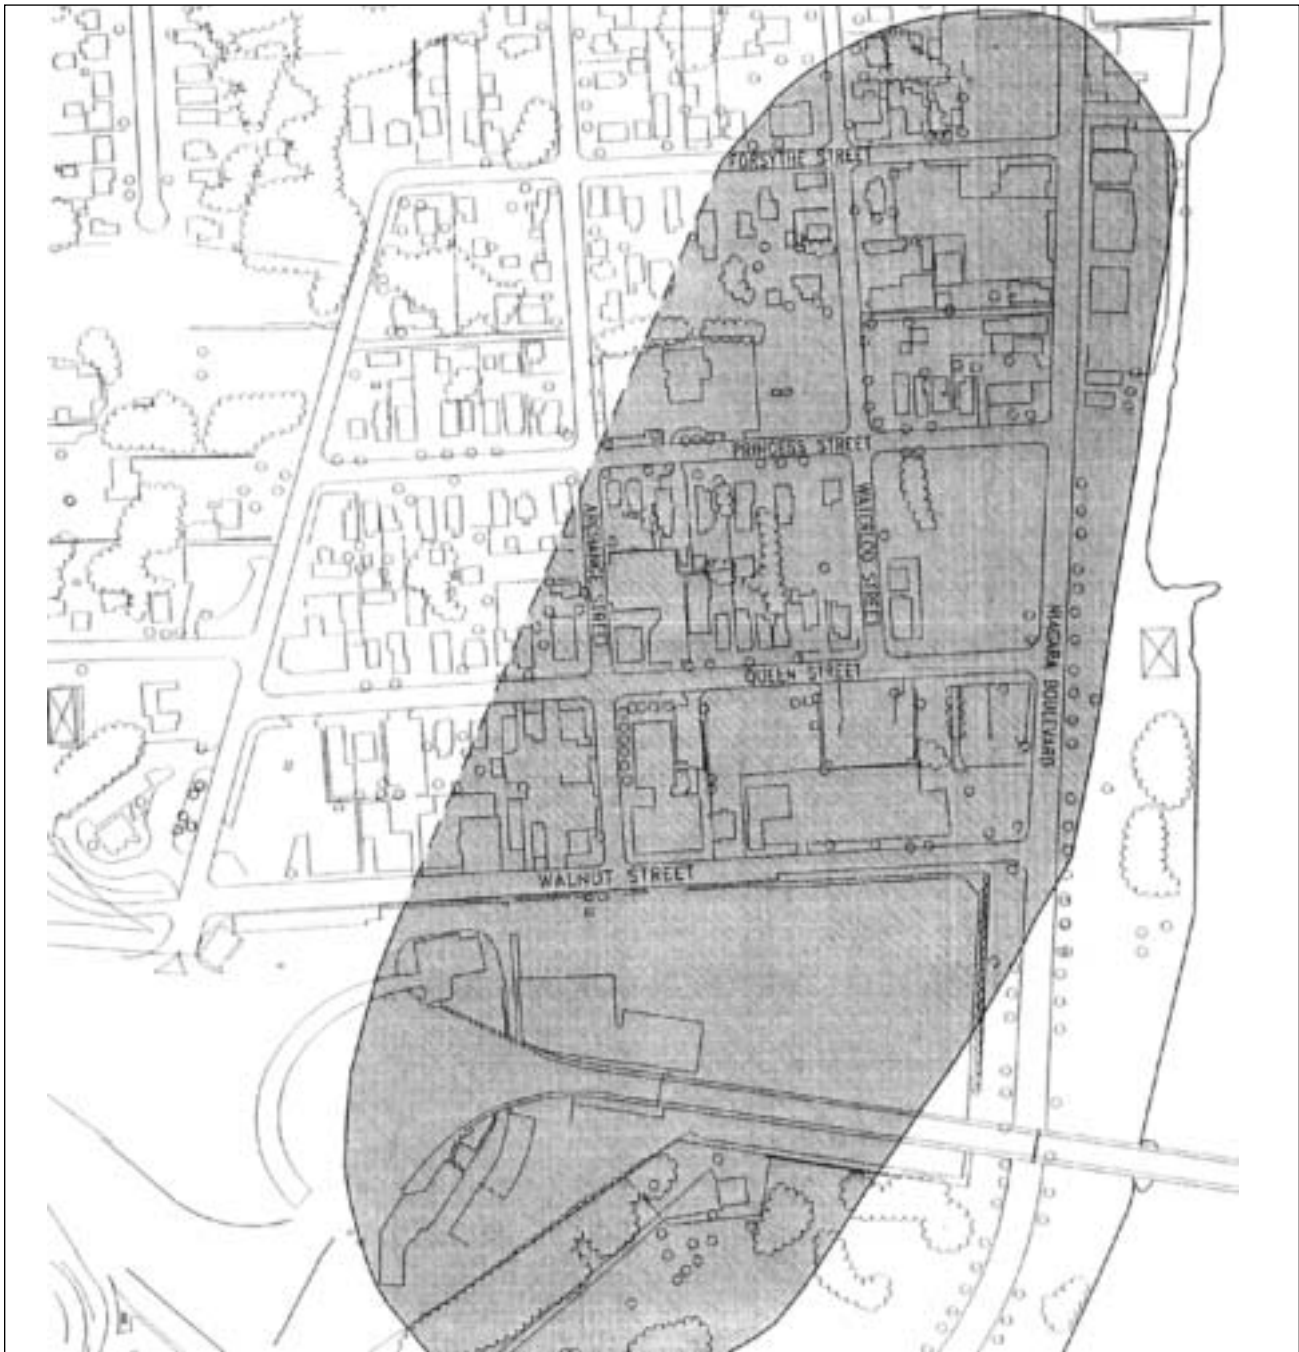 FORSYTHE STREET
PRINCESS STREET
ARCHANGE STREET
WATERLOO STREET
NIAGARA BOULEVARD
QUEEN STREET
WALNUT STREET